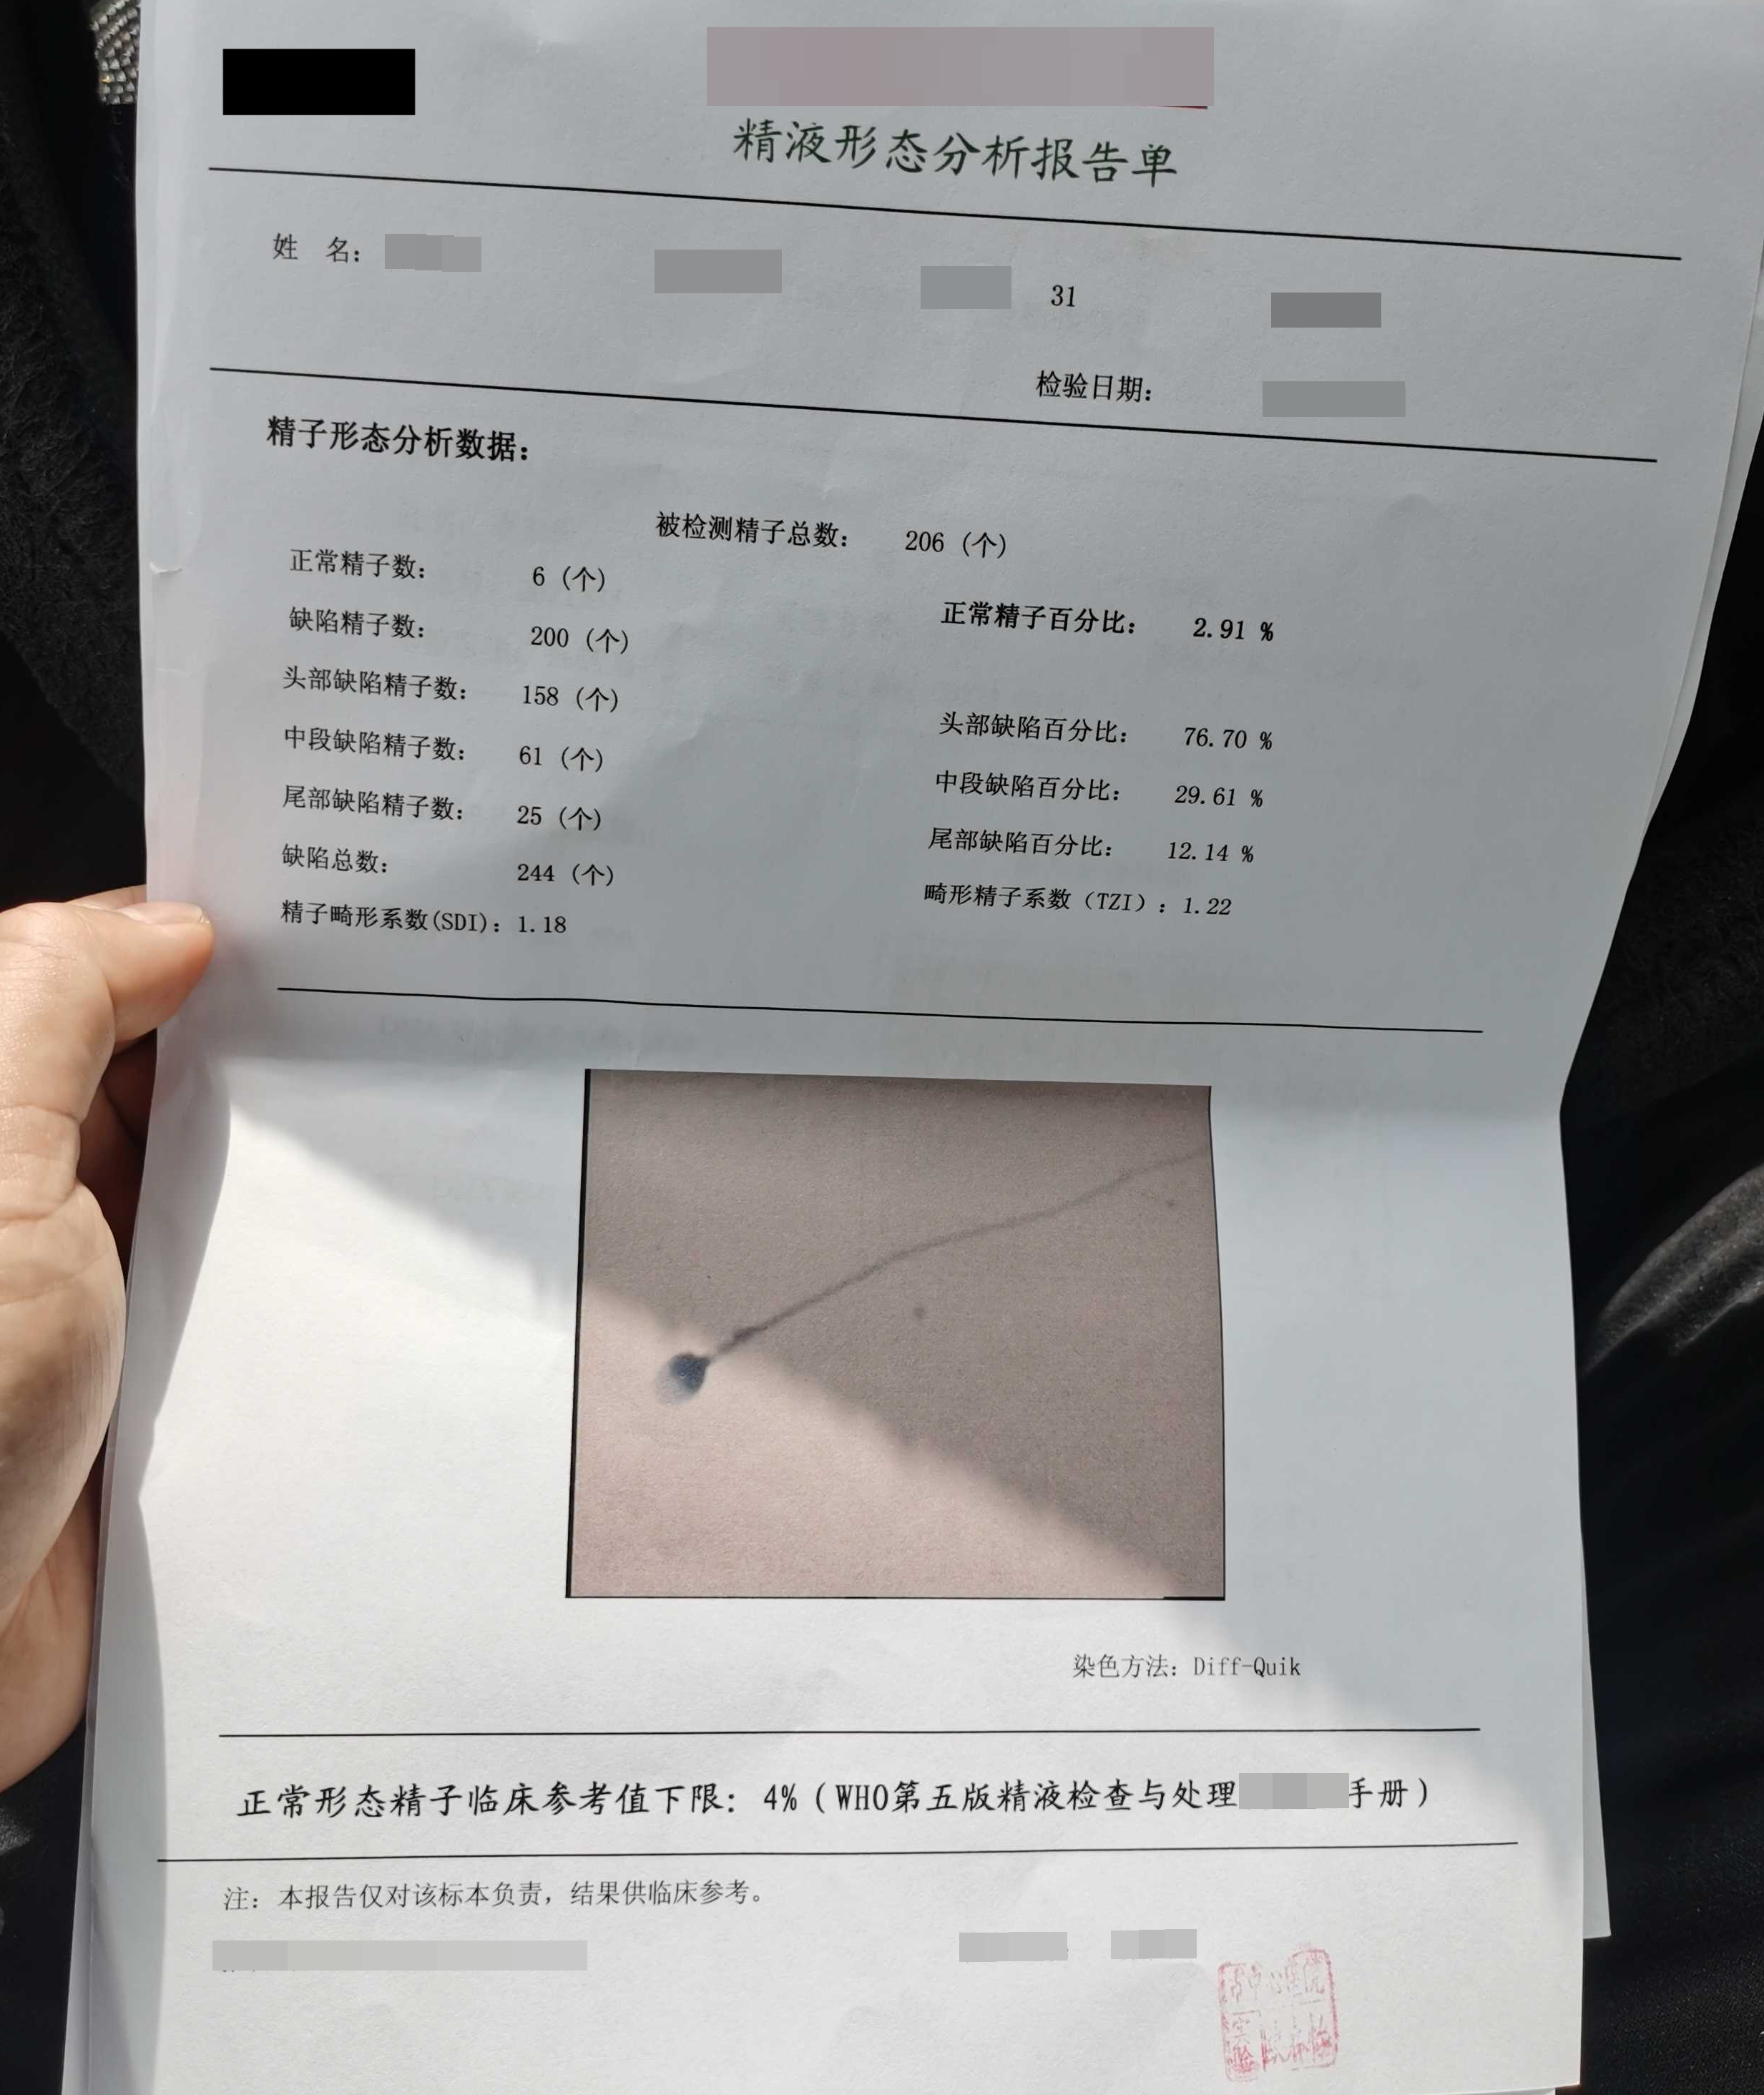 精液形态分析报告单
姓 名: 31
检验日期:
精子形态分析数据:
被检测精子总数: 206 (个)
正常精子数: 6 (个)
正常精子百分比: 2.91 %
缺陷精子数: 200 (个)
头部缺陷精子数: 158 (个)
头部缺陷百分比: 76.70 %
中段缺陷精子数: 61 (个)
中段缺陷百分比: 29.61 %
尾部缺陷精子数: 25 (个)
尾部缺陷百分比: 12.14 %
缺陷总数: 244 (个)
畸形精子系数(TZI): 1.22
精子畸形系数(SDI): 1.18
染色方法: Diff-Quik
正常形态精子临床参考值下限: 4% (WHO第五版精液检查与处理 手册)
注: 本报告仅对该标本负责, 结果供临床参考。
市中心医院